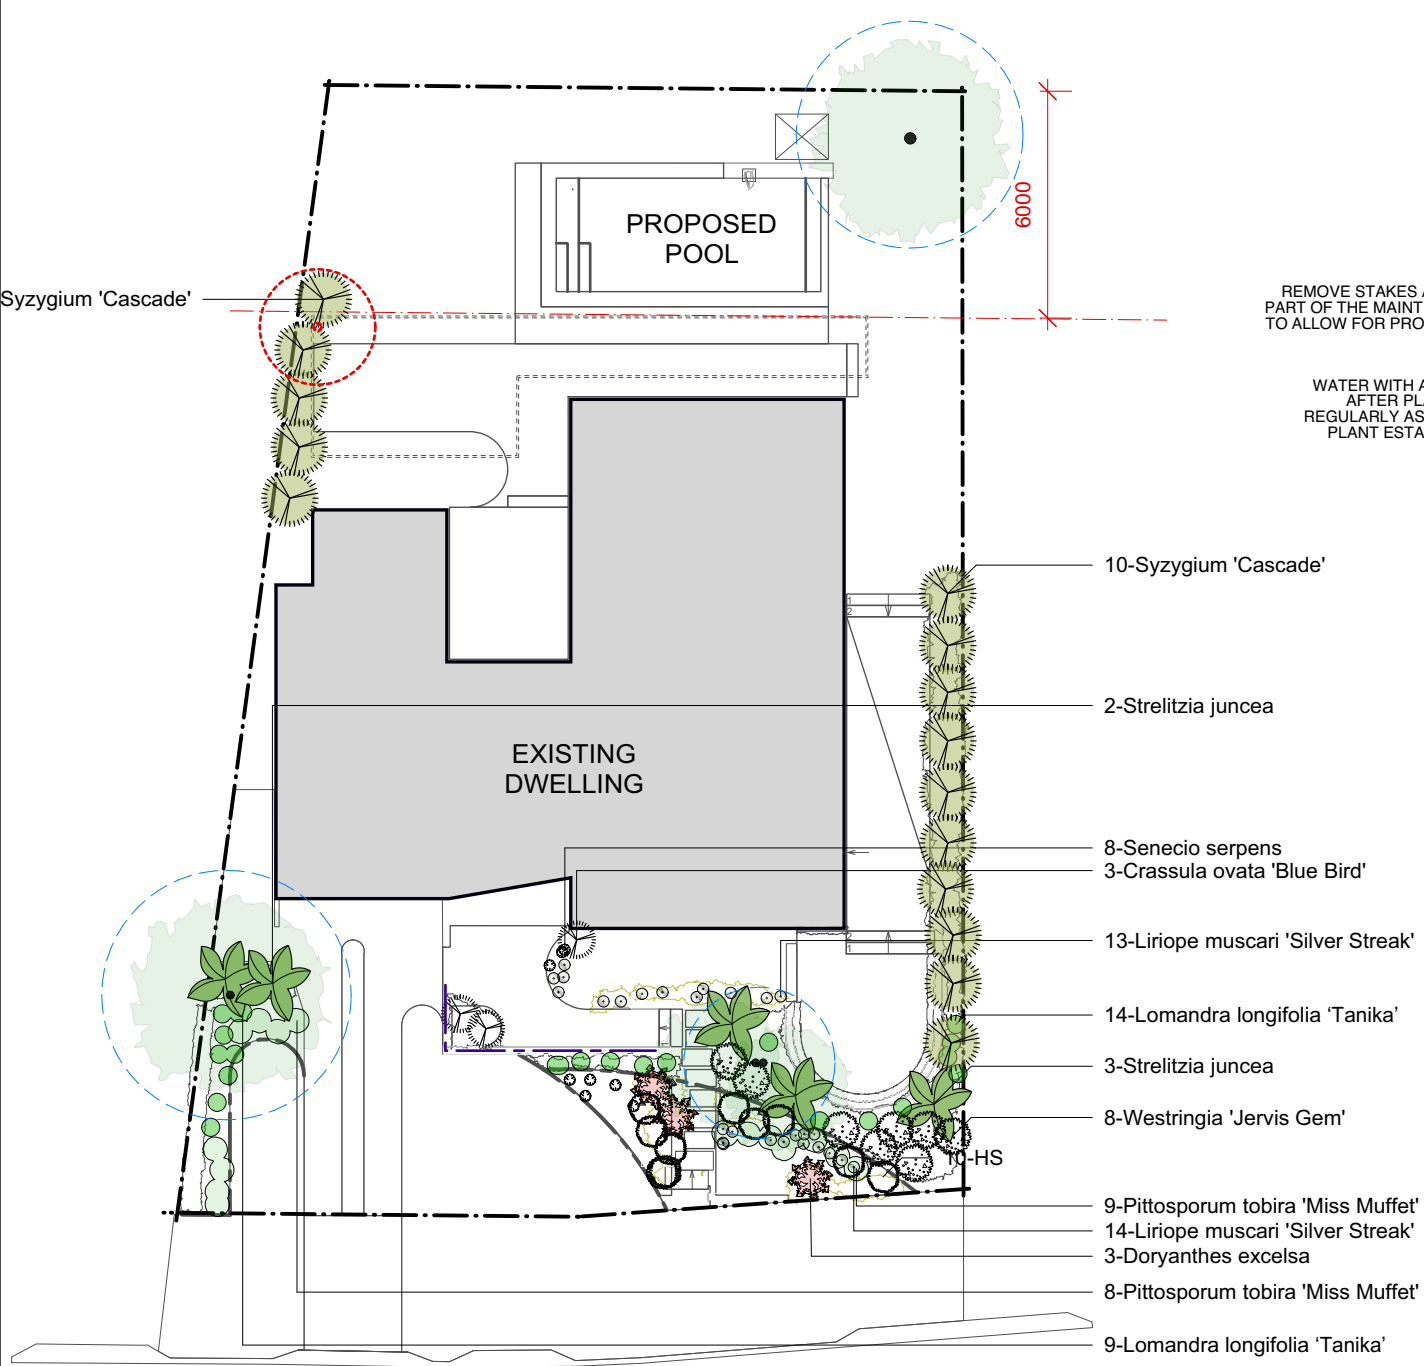 PROPOSED
POOL
6000
Syzygium 'Cascade'
REMOVE STAKES
PART OF THE MAINT
TO ALLOW FOR PRO
WATER WITH
AFTER PL
REGULARLY AS
PLANT ESTA
10-Syzygium 'Cascade'
1
2
2-Strelitzia juncea
EXISTING
DWELLING
8-Senecio serpens
3-Crassula ovata 'Blue Bird'
13-Liriope muscari 'Silver Streak'
14-Lomandra longifolia ‘Tanika’
3-Strelitzia juncea
8-Westringia 'Jervis Gem'
10-HS
9-Pittosporum tobira 'Miss Muffet'
14-Liriope muscari 'Silver Streak'
3-Doryanthes excelsa
8-Pittosporum tobira 'Miss Muffet'
9-Lomandra longifolia ‘Tanika’